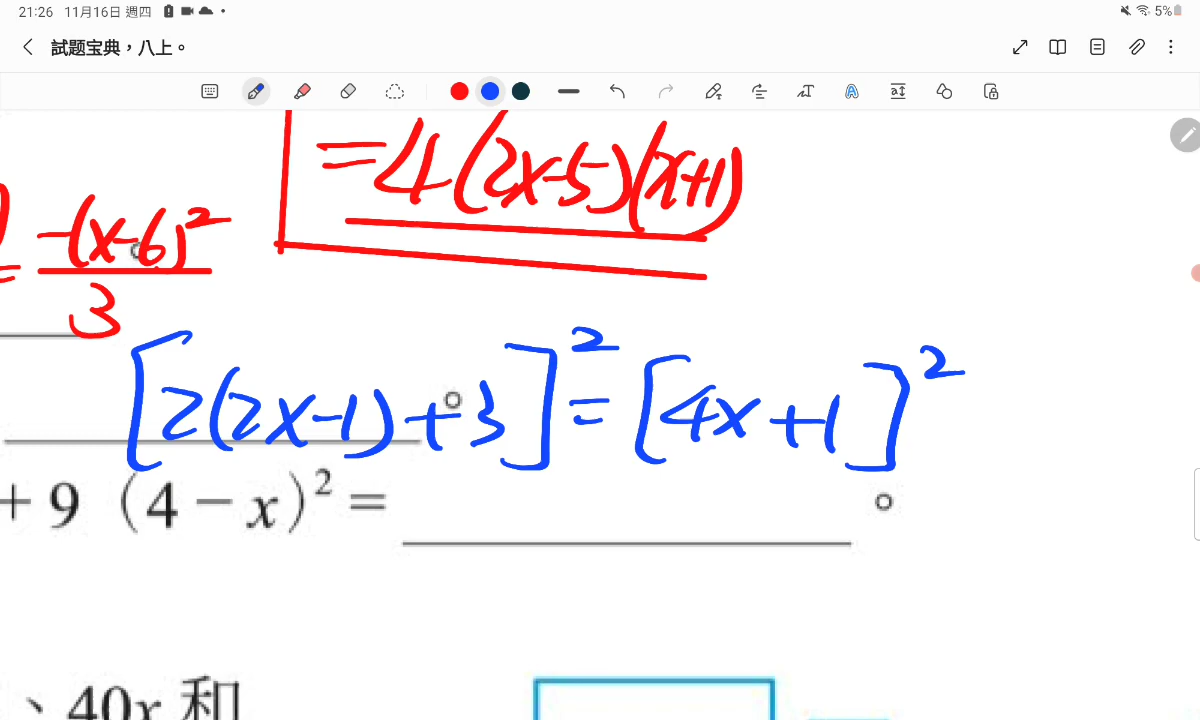 21:26 11月16日 週四 5%
試题宝典，八上。
=4(2x-5)(x+1)
= -(x-6)²/3 。
[2(2x-1)+3]²=[4x+1]²
。
+9（4－x）²= 。
、40x 和